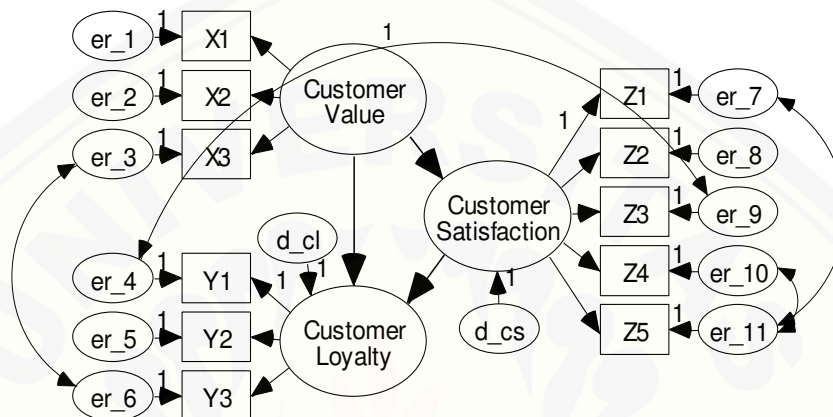 er_1 1 X1
er_2 1 X2
er_3 1 X3
1
Customer
Value
Z1 1 er_7
1
Z2 1 er_8
Z3 1 er_9
Z4 1 er_10
Z5 1 er_11
Customer
Satisfaction
1
d_cs
d_cl
1
er_4 1 Y1 1
er_5 1 Y2
er_6 1 Y3
Customer
Loyalty